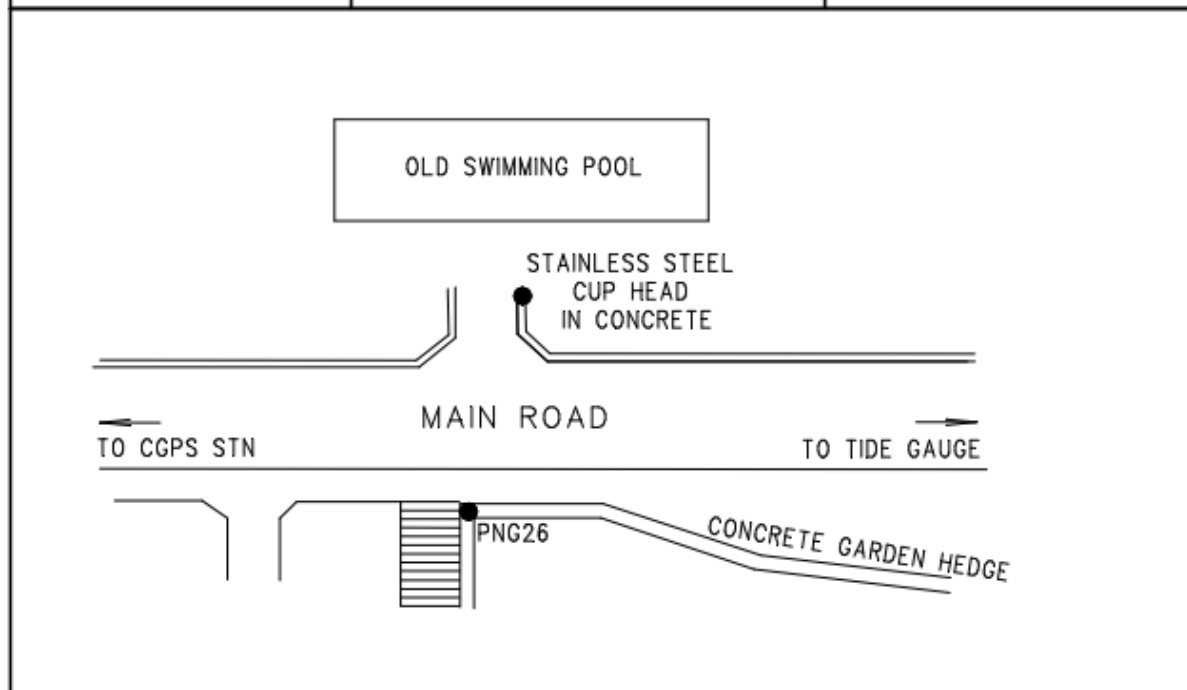 OLD SWIMMING POOL
STAINLESS STEEL
CUP HEAD
IN CONCRETE
MAIN ROAD
TO CGPS STN
TO TIDE GAUGE
PNG26
CONCRETE GARDEN HEDGE